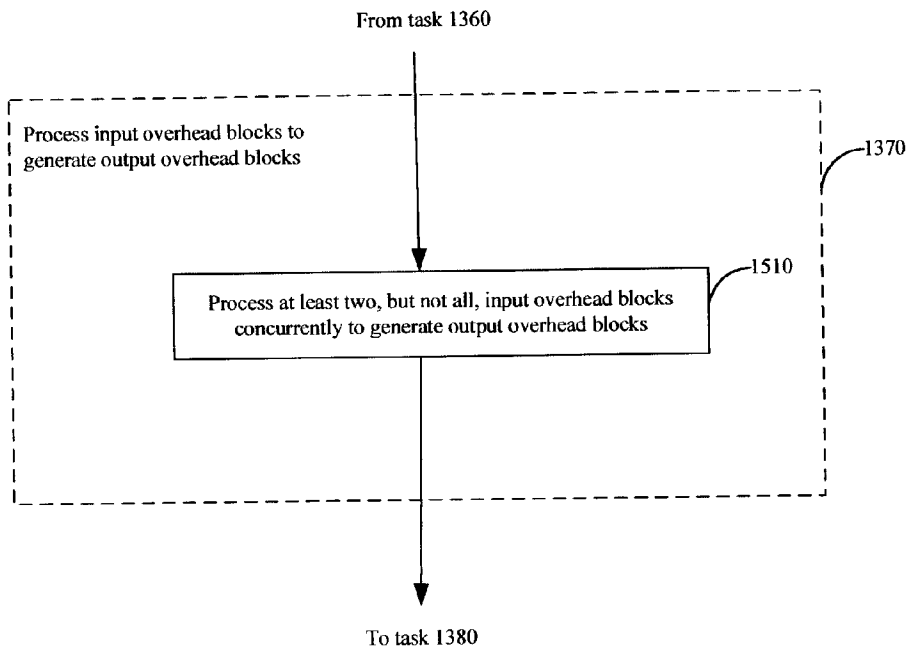 From task 1360
Process input overhead blocks to
generate output overhead blocks
1370
1510
Process at least two, but not all, input overhead blocks
concurrently to generate output overhead blocks
To task 1380